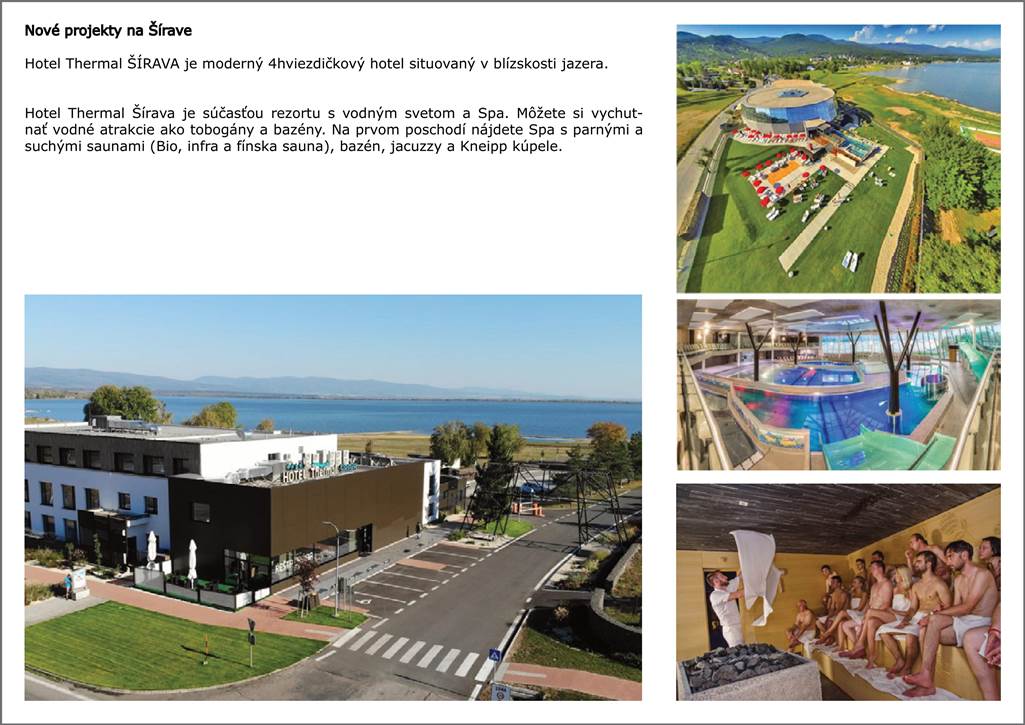 Nové projekty na Šírave
Hotel Thermal ŠÍRAVA je moderný 4hviezdičkový hotel situovaný v blízskosti jazera.
Hotel Thermal Šírava je súčasťou rezortu s vodným svetom a Spa. Môžete si vychut-
nať vodné atrakcie ako tobogány a bazény. Na prvom poschodí nájdete Spa s parnými a
suchými saunami (Bio, infra a fínska sauna), bazén, jacuzzy a Kneipp kúpele.
HOTEL Thermal